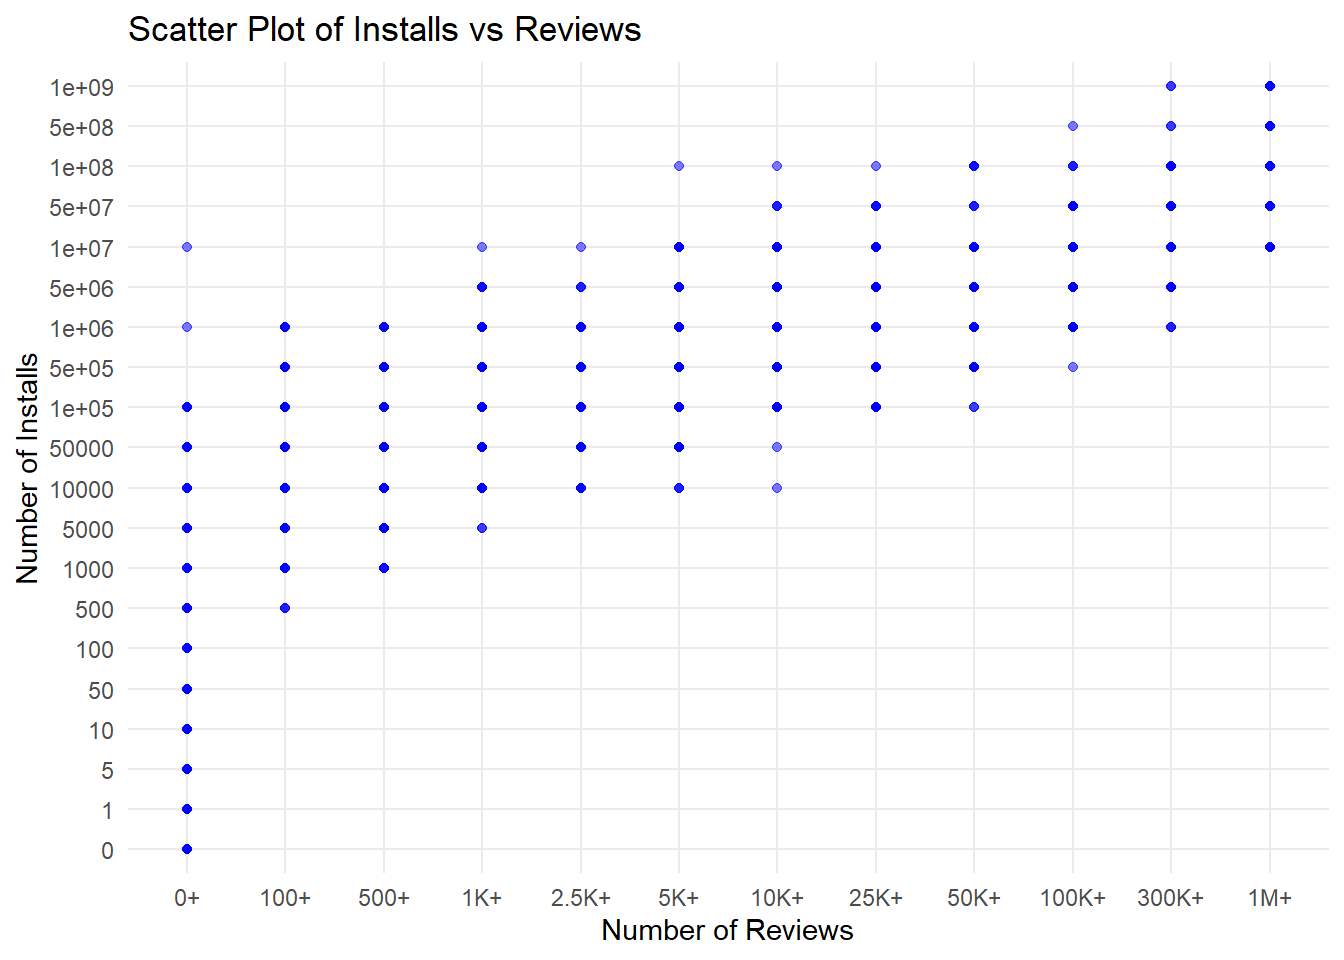 Scatter Plot of Installs vs Reviews
Number of Installs
1e+09
5e+08
1e+08
5e+07
1e+07
5e+06
1e+06
5e+05
1e+05
50000
10000
5000
1000
500
100
50
10
5
1
0
0+ 100+ 500+ 1K+ 2.5K+ 5K+ 10K+ 25K+ 50K+ 100K+ 300K+ 1M+
Number of Reviews